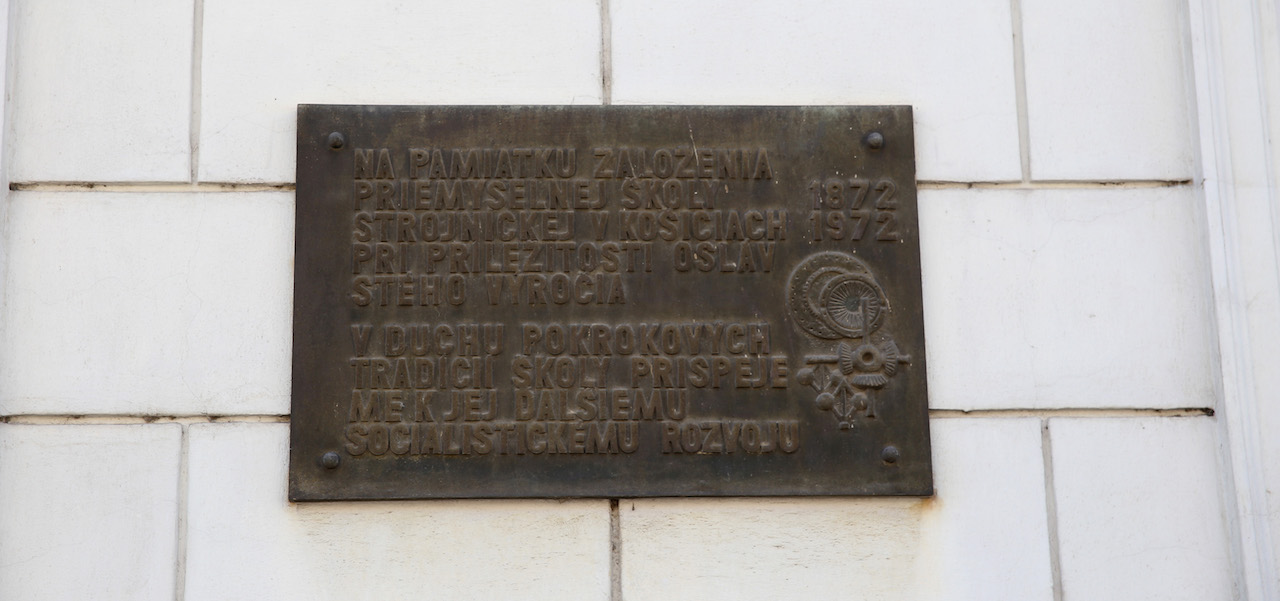 NA PAMIATKU ZALOŽENIA
PRIEMYSELNEJ ŠKOLY
STROJNÍCKEJ V KOŠICIACH
PRI PRÍLEŽITOSTI OSLÁV
STÉHO VÝROČIA
1872
1972
V DUCHU POKROKOVÝCH
TRADÍCIÍ ŠKOLY PRISPEJE
ME K JEJ ĎALŠIEMU
SOCIALISTICKÉMU ROZVOJU